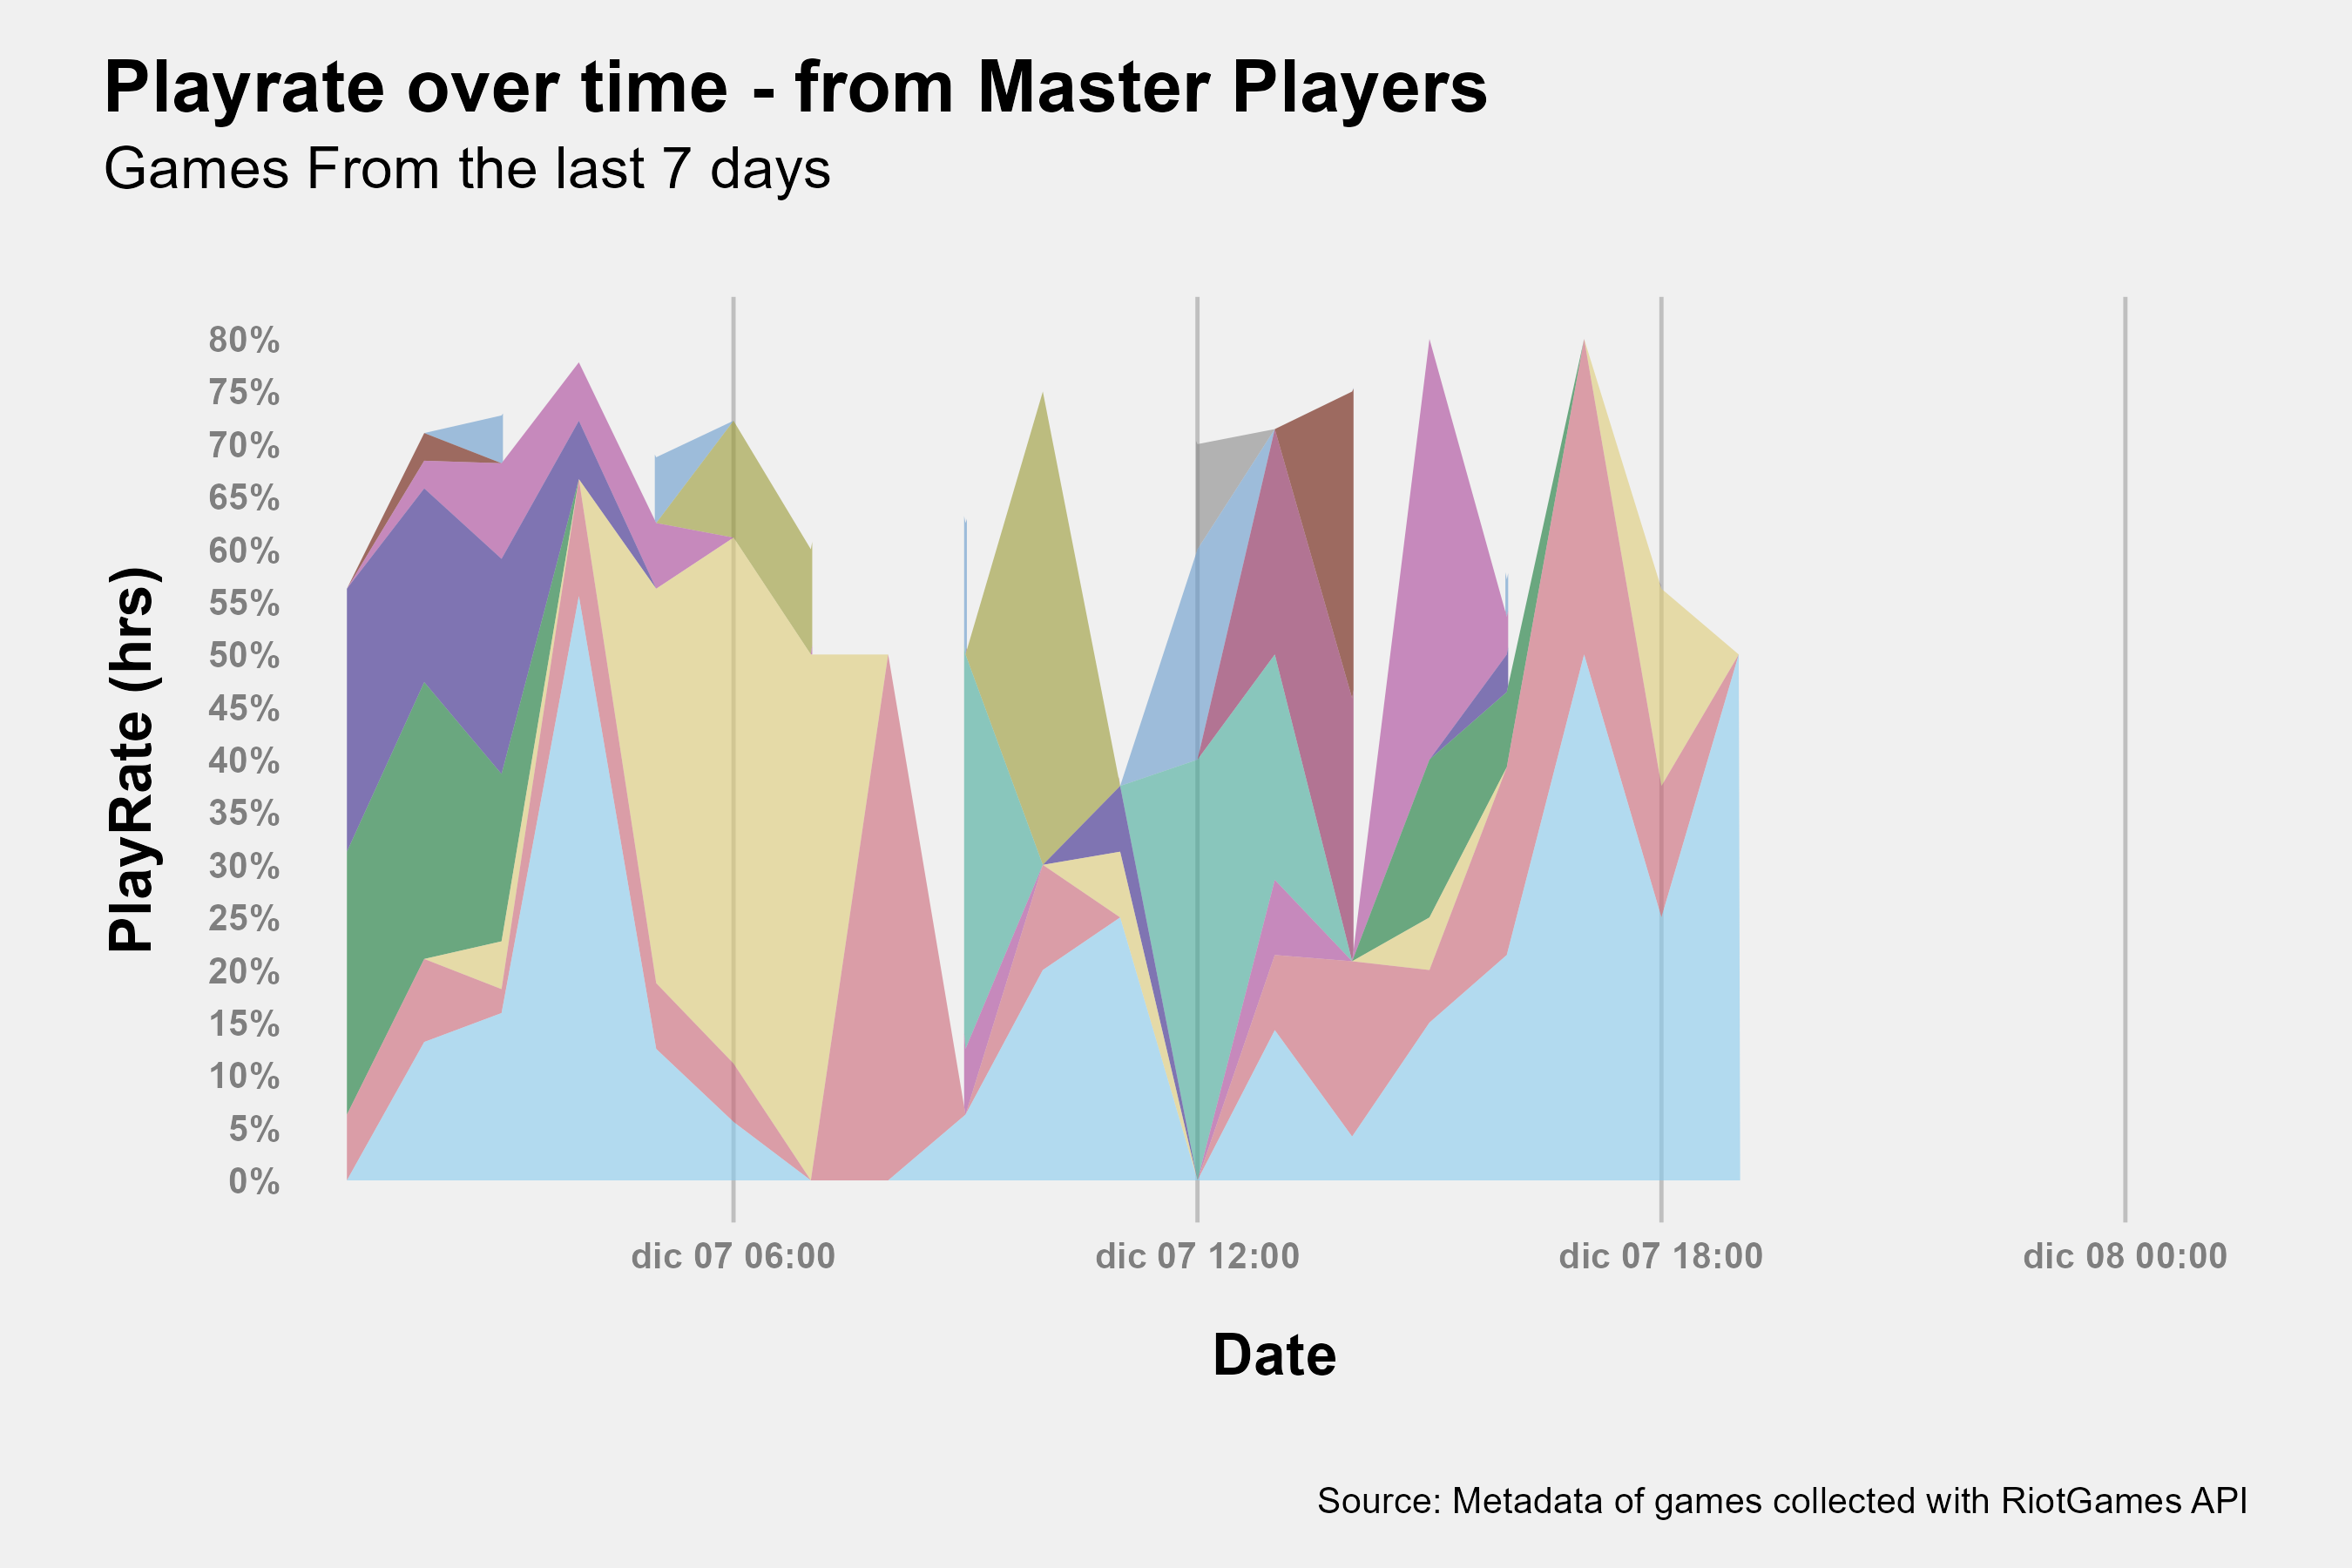 Playrate over time - from Master Players
Games From the last 7 days
PlayRate (hrs)
80%
75%
70%
65%
60%
55%
50%
45%
40%
35%
30%
25%
20%
15%
10%
5%
0%
dic 07 06:00
dic 07 12:00
dic 07 18:00
dic 08 00:00
Date
Source: Metadata of games collected with RiotGames API